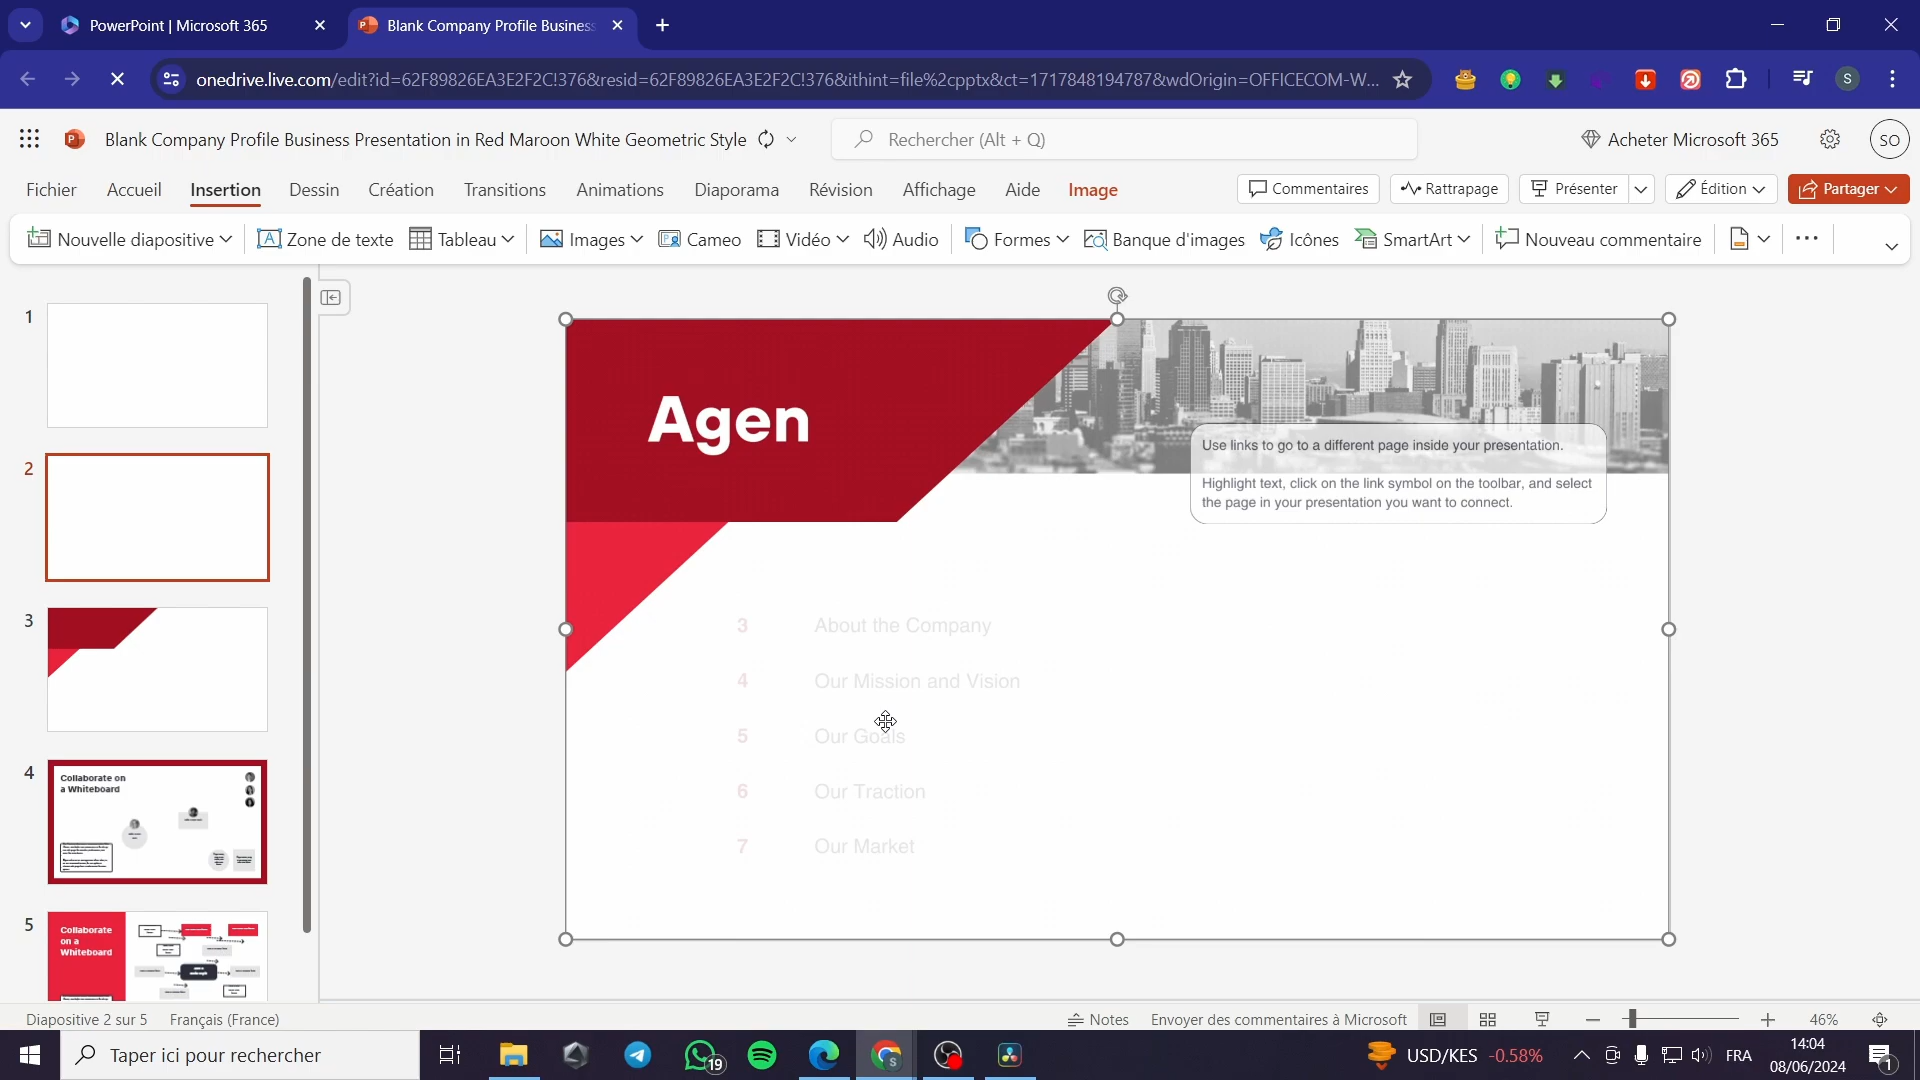 PowerPoint | Microsoft 365
Blank Company Profile Business
onedrive.live.com/edit?id=62F89826EA3E2F2C!376&resid=62F89826EA3E2F2C!376&ithint=file%2cpptx&ct=1717848194787&wdOrigin=OFFICECOM-W...
S
Blank Company Profile Business Presentation in Red Maroon White Geometric Style
Rechercher (Alt + Q)
Acheter Microsoft 365
SO
Fichier Accueil Insertion Dessin Création Transitions Animations Diaporama Révision Affichage Aide Image
Commentaires Rattrapage Présenter Édition Partager
Nouvelle diapositive Zone de texte Tableau Images Cameo Vidéo Audio Formes Banque d'images Icônes SmartArt Nouveau commentaire
1
2
3
4
Collaborate on
a Whiteboard
5
Collaborate
on a
Whiteboard
Agen
Use links to go to a different page inside your presentation.
Highlight text, click on the link symbol on the toolbar, and select
the page in your presentation you want to connect.
3 About the Company
4 Our Mission and Vision
5 Our Goals
6 Our Traction
7 Our Market
Diapositive 2 sur 5 Français (France)
Notes Envoyer des commentaires à Microsoft 46%
Taper ici pour rechercher
19
USD/KES -0.58%
FRA
14:04
08/06/2024
1